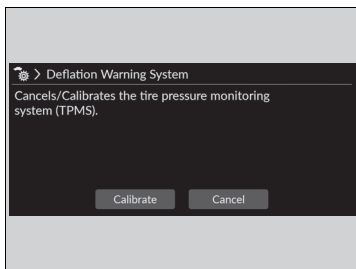 > Deflation Warning System
Cancels/Calibrates the tire pressure monitoring
system (TPMS).
Calibrate Cancel